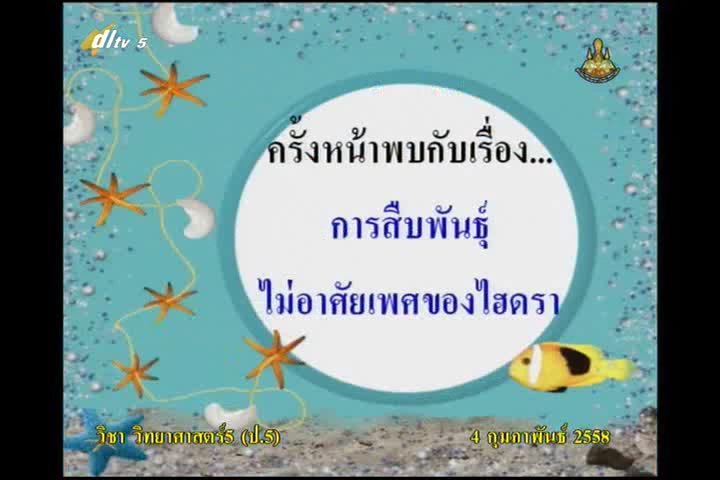 dltv 5
ครั้งหน้าพบกับเรื่อง...
การสืบพันธุ์
ไม่อาศัยเพศของไฮดรา
วิชา วิทยาศาสตร์5 (ป.5)
4 กุมภาพันธ์ 2558